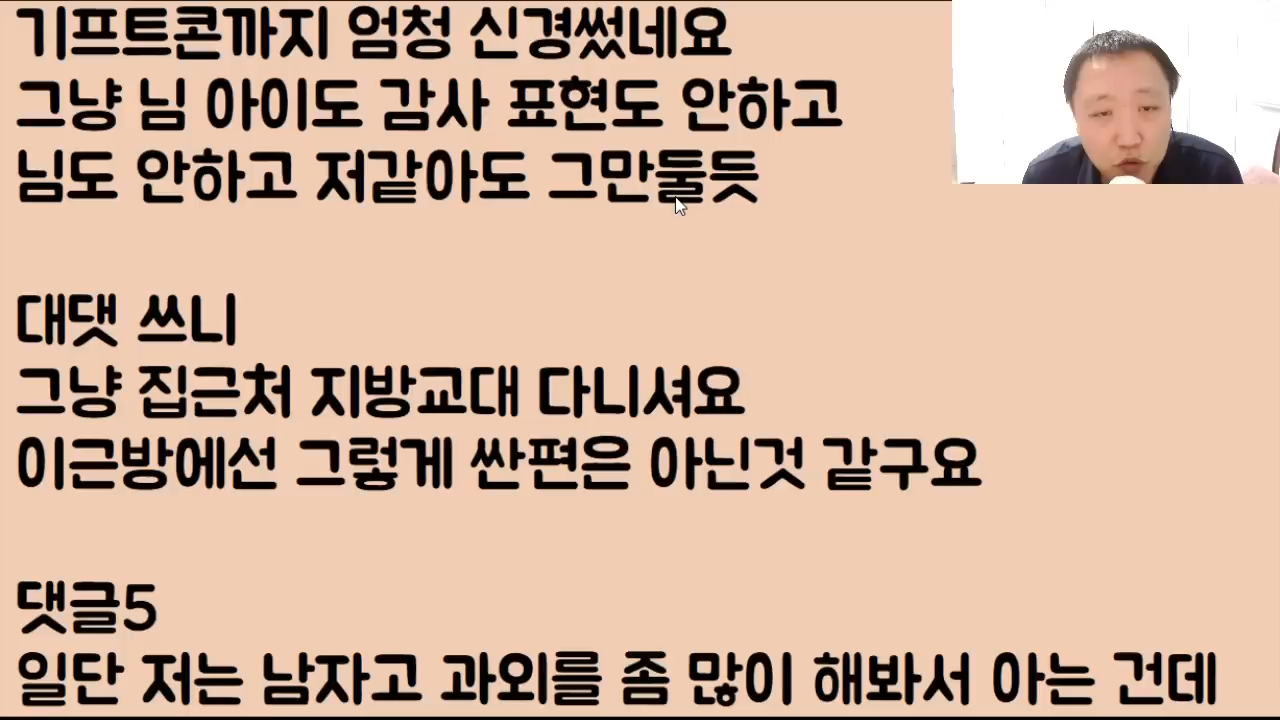 기프트콘까지 엄청 신경썼네요
그냥 님 아이도 감사 표현도 안하고
님도 안하고 저같아도 그만둘듯
대댓 쓰니
그냥 집근처 지방교대 다니셔요
이근방에선 그렇게 싼편은 아닌것 같구요
댓글5
일단 저는 남자고 과외를 좀 많이 해봐서 아는 건데